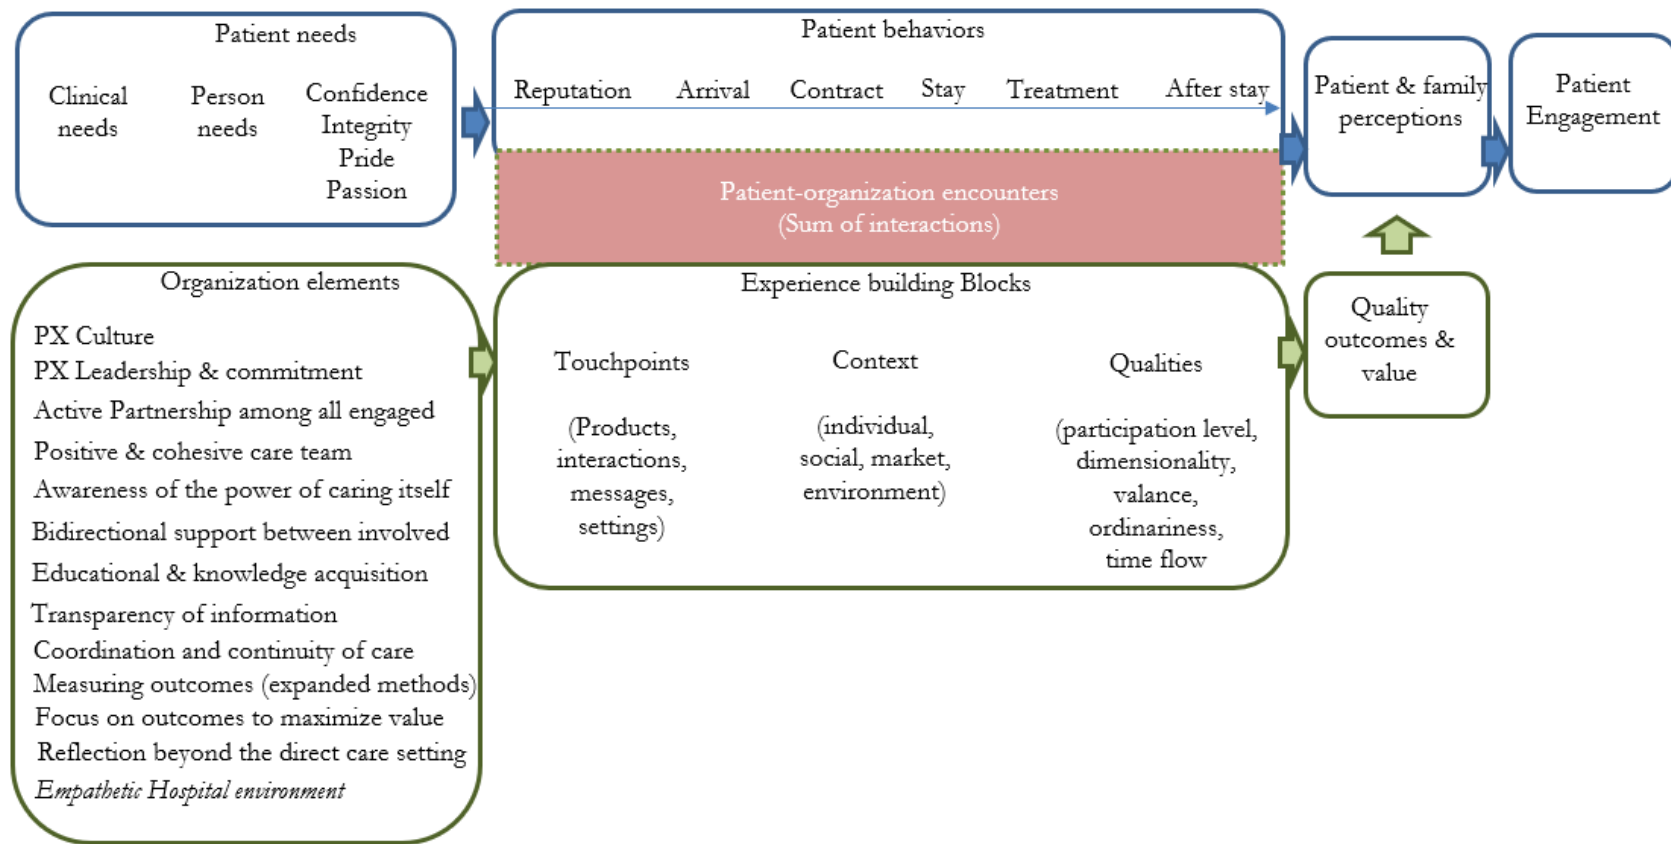 Patient needs
Clinical
needs
Person
needs
Confidence
Integrity
Pride
Passion
Patient behaviors
Reputation
Arrival
Contract
Stay
Treatment
After stay
Patient-organization encounters
(Sum of interactions)
Patient & family
perceptions
Patient
Engagement
Organization elements
PX Culture
PX Leadership & commitment
Active Partnership among all engaged
Positive & cohesive care team
Awareness of the power of caring itself
Bidirectional support between involved
Educational & knowledge acquisition
Transparency of information
Coordination and continuity of care
Measuring outcomes (expanded methods)
Focus on outcomes to maximize value
Reflection beyond the direct care setting
Empathetic Hospital environment
Experience building Blocks
Touchpoints
(Products,
interactions,
messages,
settings)
Context
(individual,
social, market,
environment)
Qualities
(participation level,
dimensionality,
valance,
ordinariness,
time flow
Quality
outcomes &
value